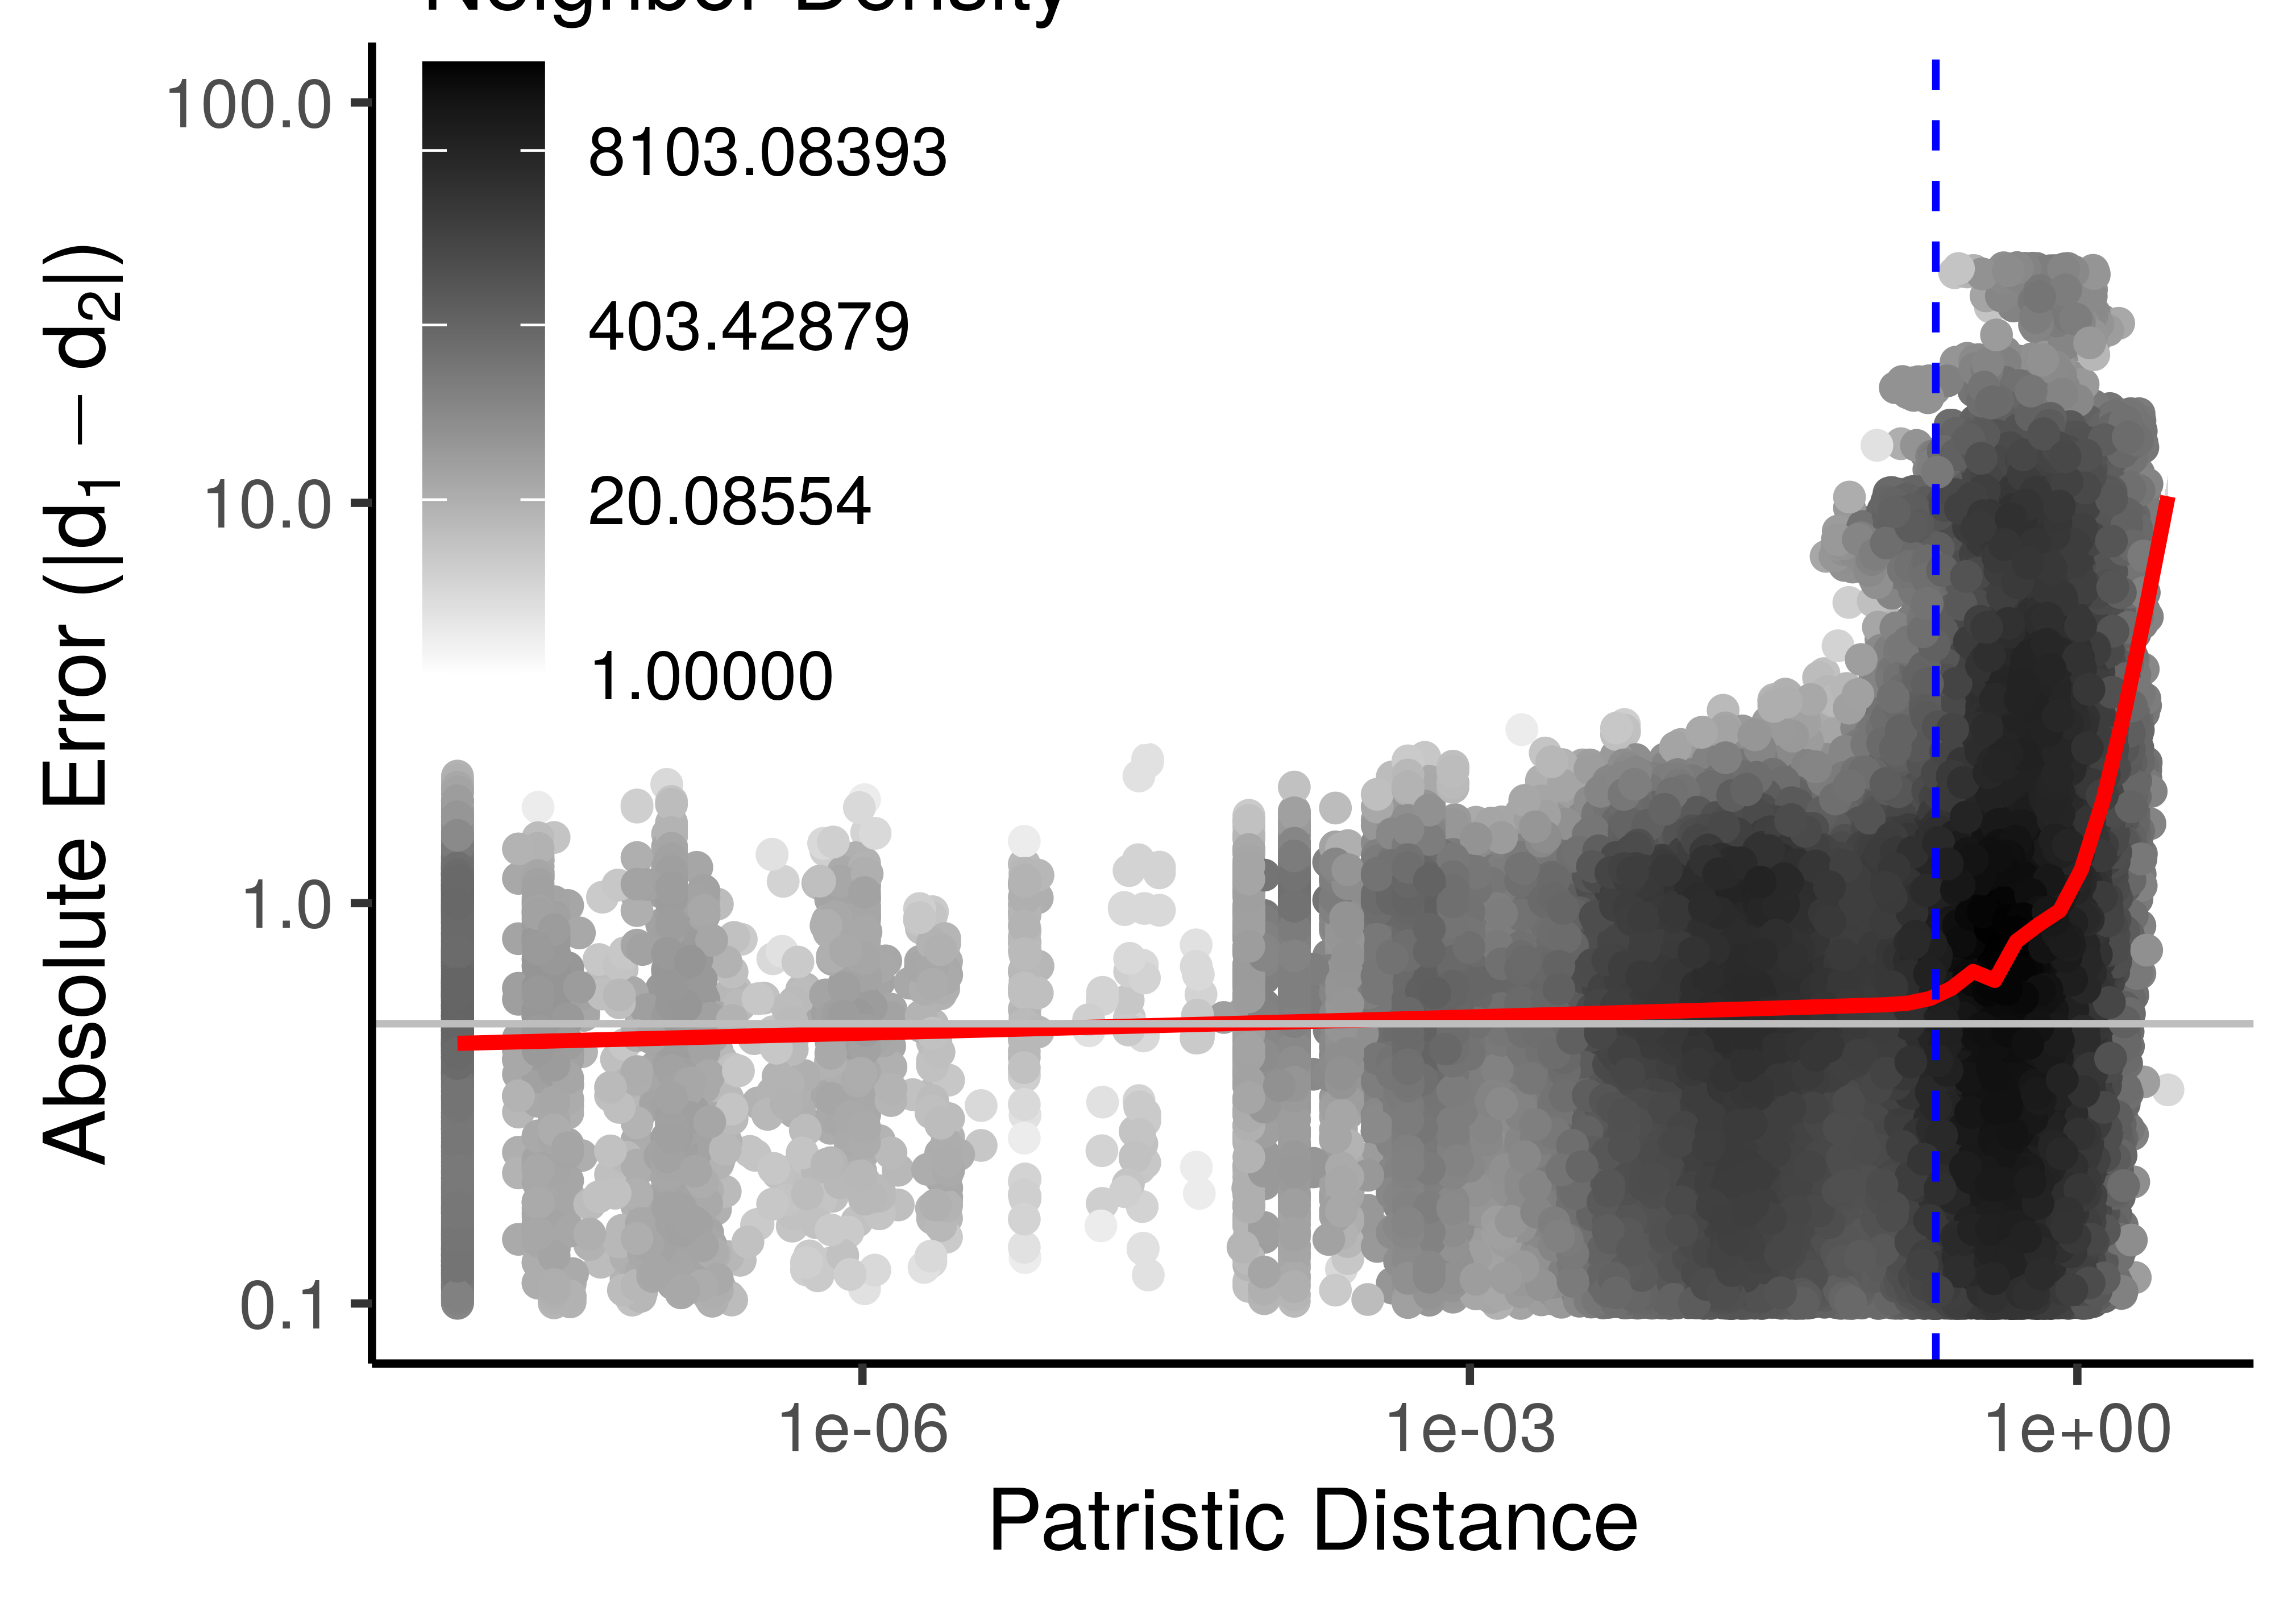 Neighbor Density
8103.08393
403.42879
20.08554
1.00000
100.0
10.0
1.0
0.1
Absolute Error (|d₁ − d₂|)
1e-06
1e-03
1e+00
Patristic Distance